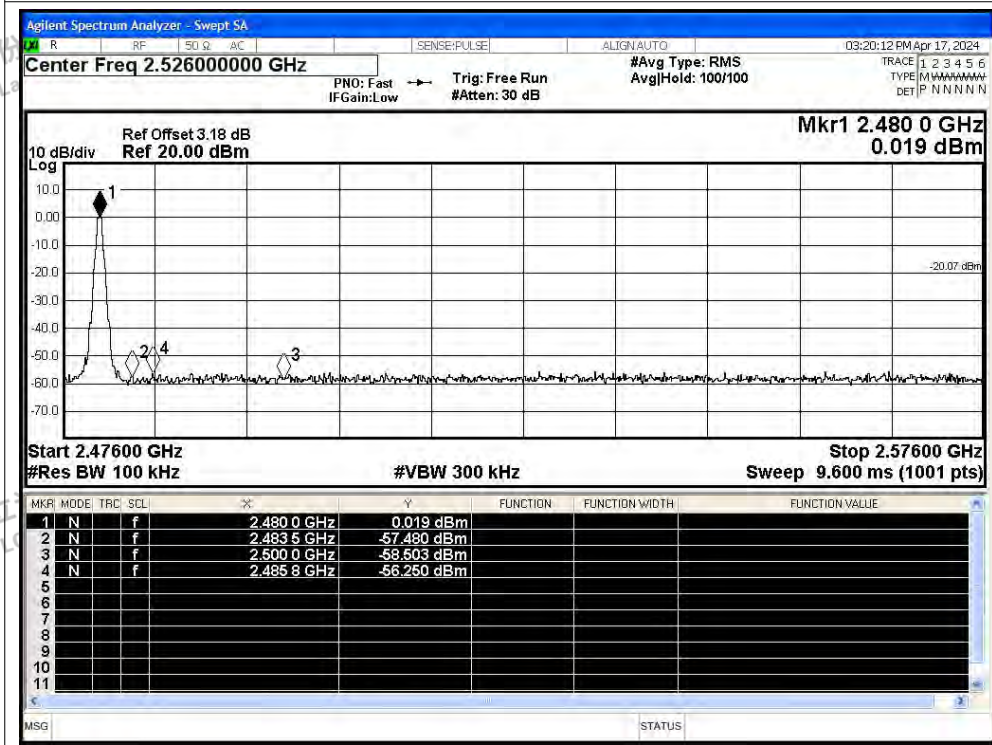 Agilent Spectrum Analyzer - Swept SA
LXI R RF 50 Ω AC SENSE:PULSE ALIGN AUTO 03:20:12 PM Apr 17, 2024
Center Freq 2.526000000 GHz
PNO: Fast
IFGain:Low
Trig: Free Run
#Atten: 30 dB
#Avg Type: RMS
Avg|Hold: 100/100
TRACE 1 2 3 4 5 6
TYPE M
DET P N N N N N
Mkr1 2.480 0 GHz
0.019 dBm
Ref Offset 3.18 dB
10 dB/div Ref 20.00 dBm
Log
10.0
0.00
-10.0
-20.0
-30.0
-40.0
-50.0
-60.0
-70.0
1
2
4
3
-20.07 dBm
Start 2.47600 GHz Stop 2.57600 GHz
#Res BW 100 kHz #VBW 300 kHz Sweep 9.600 ms (1001 pts)
MKR MODE TRC SCL X Y FUNCTION FUNCTION WIDTH FUNCTION VALUE
1 N f 2.480 0 GHz 0.019 dBm
2 N f 2.483 5 GHz -57.480 dBm
3 N f 2.500 0 GHz -58.503 dBm
4 N f 2.485 8 GHz -56.250 dBm
5
6
7
8
9
10
11
MSG STATUS